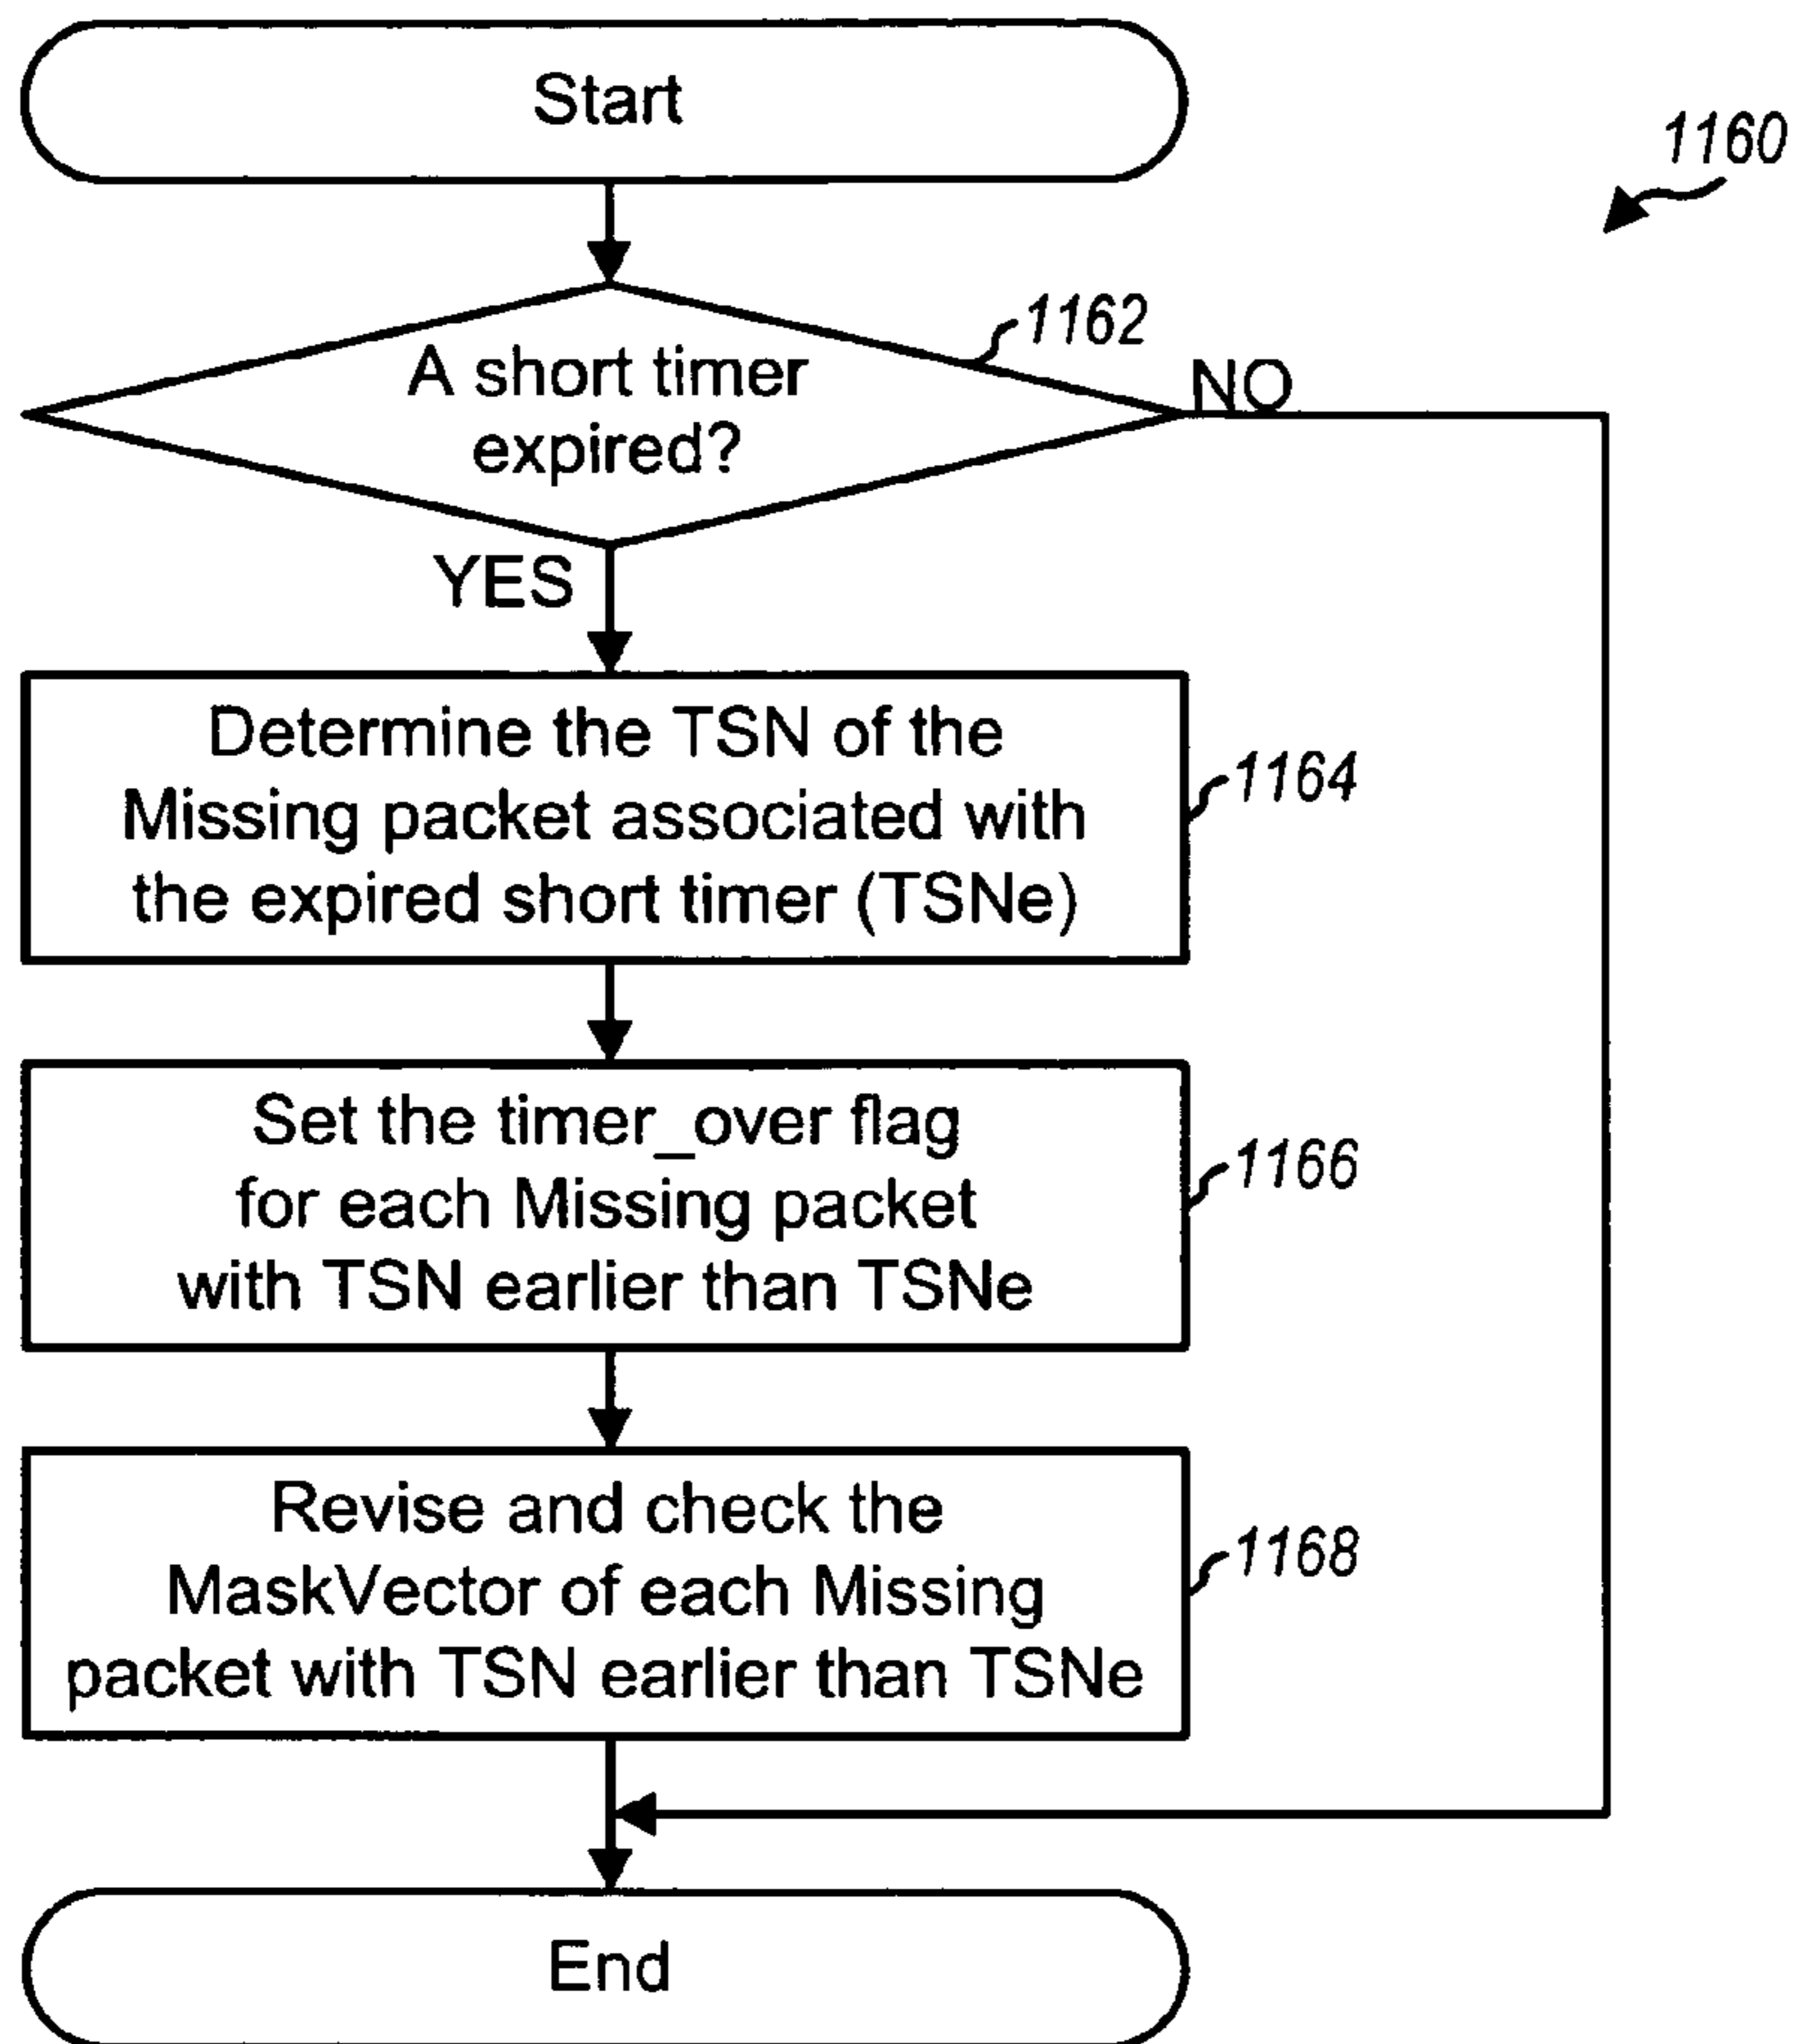 Start
1160
1162
A short timer
expired?
NO
YES
Determine the TSN of the
Missing packet associated with
the expired short timer (TSNe)
1164
Set the timer_over flag
for each Missing packet
with TSN earlier than TSNe
1166
Revise and check the
MaskVector of each Missing
packet with TSN earlier than TSNe
1168
End